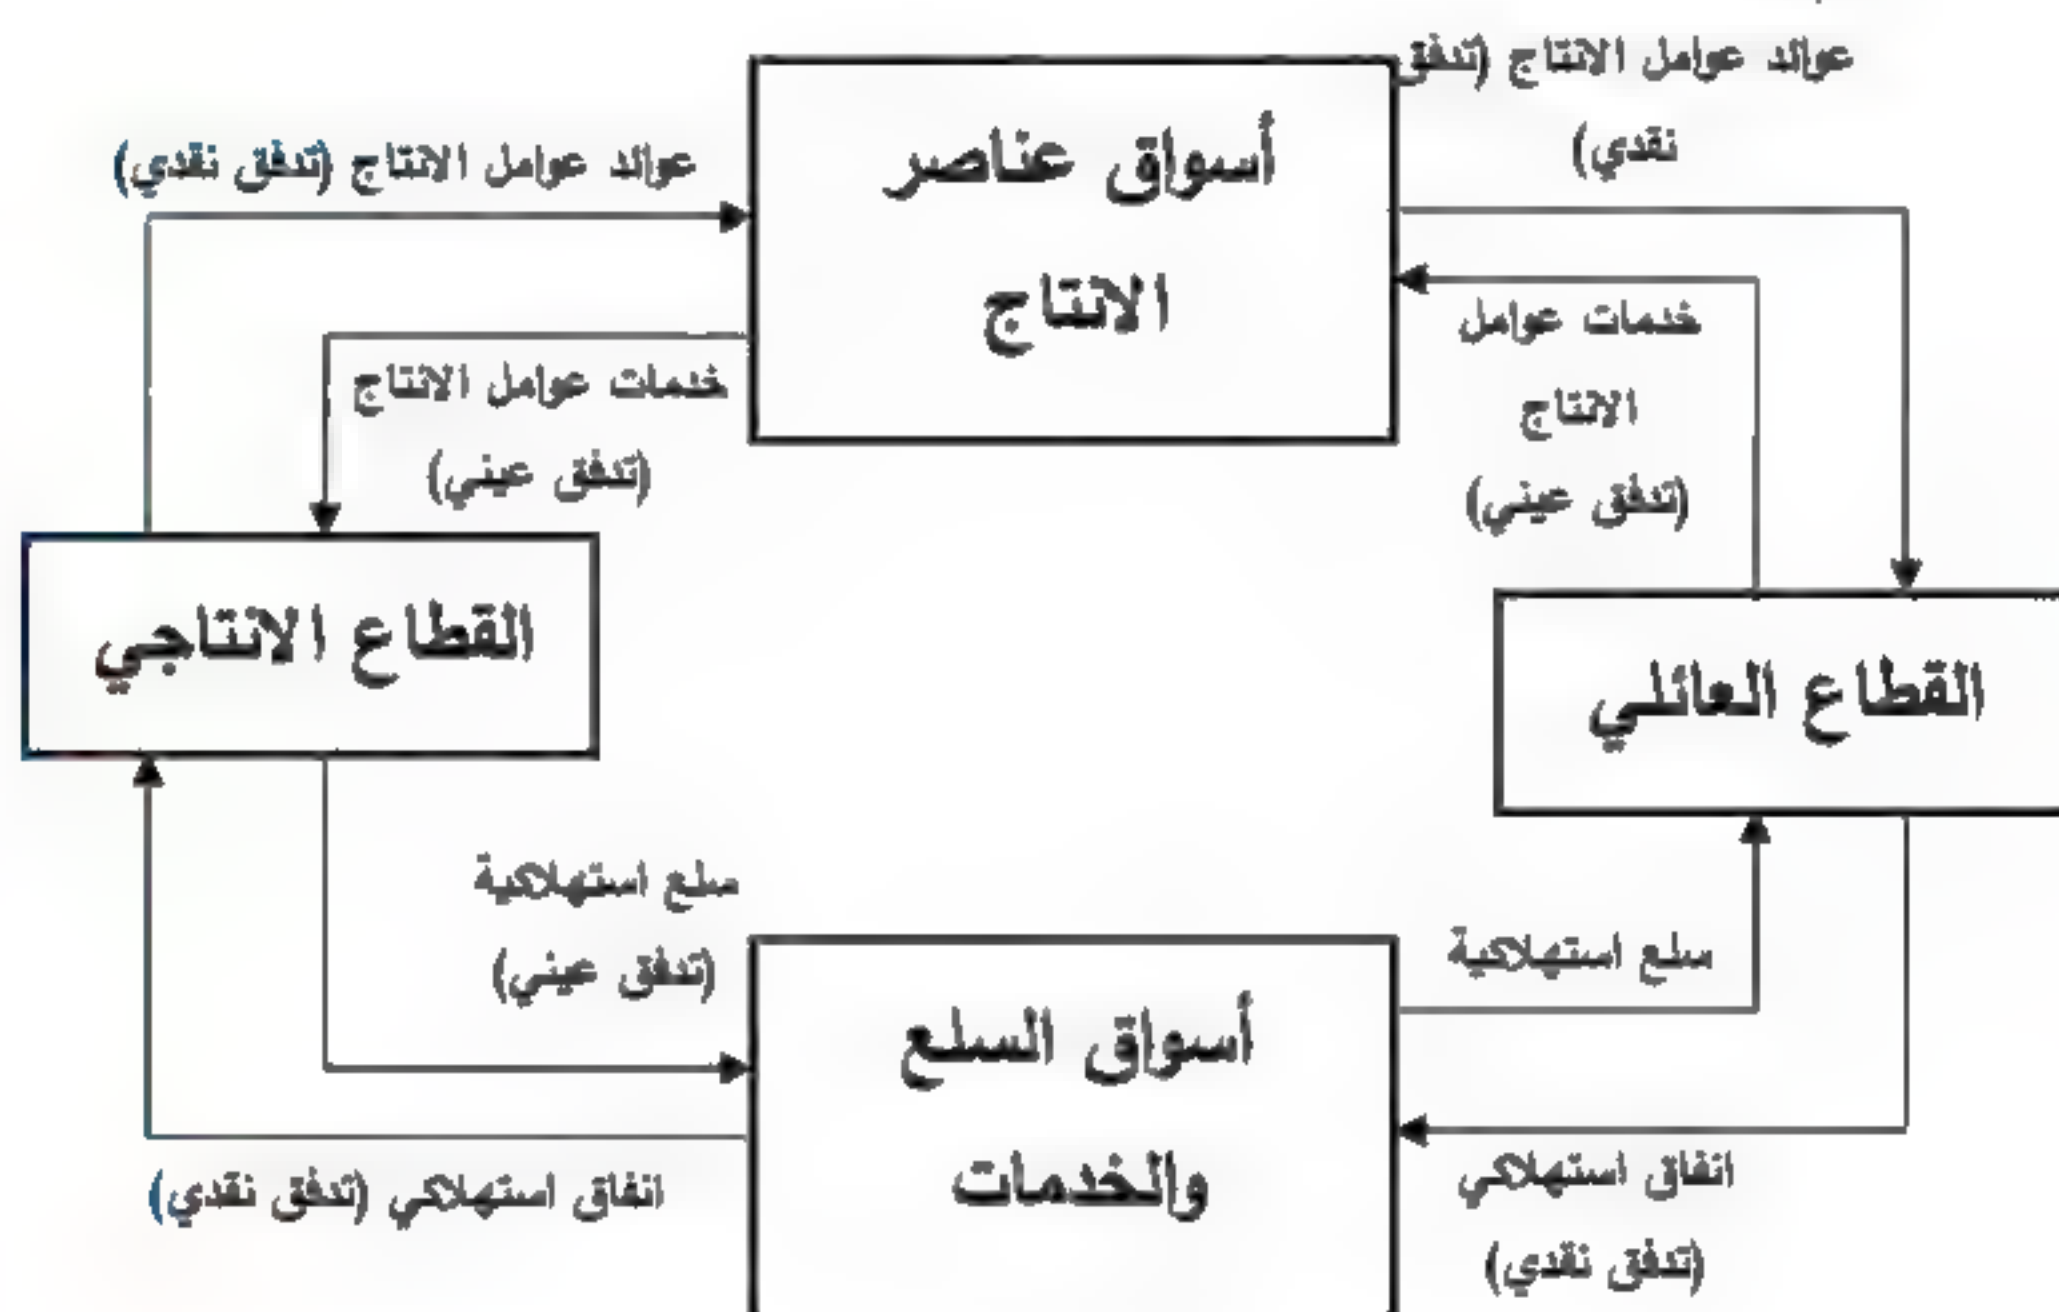 عوائد عوامل الانتاج (تدفق
نقدي)
أسواق عناصر
الانتاج
عوائد عوامل الانتاج (تدفق نقدي)
خدمات عوامل
الانتاج
(تدفق عيني)
خدمات عوامل الانتاج
(تدفق عيني)
القطاع العائلي
القطاع الانتاجي
سلع استهلاكية
(تدفق عيني)
سلع استهلاكية
أسواق السلع
والخدمات
انفاق استهلاكي
(تدفق نقدي)
انفاق استهلاكي (تدفق نقدي)